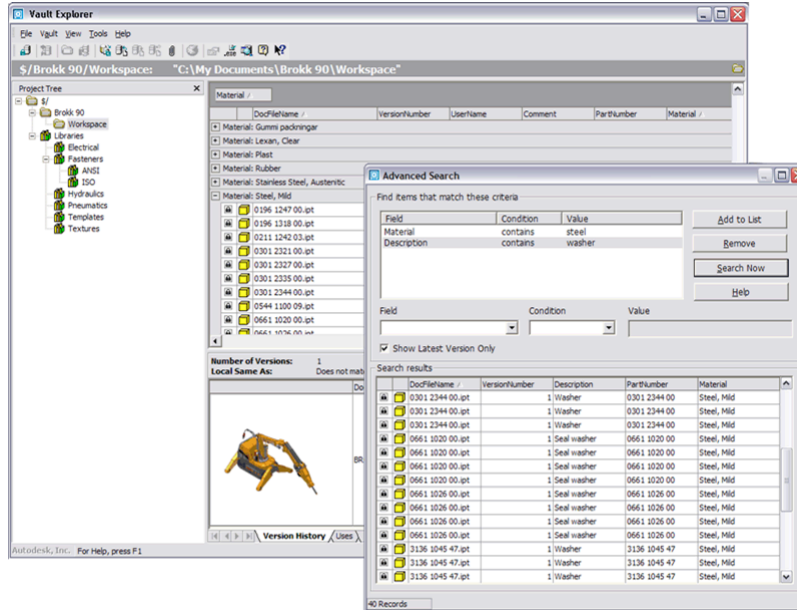 Vault Explorer
File Vault View Tools Help
$/Brokk 90/Workspace: "C:\My Documents\Brokk 90\Workspace"
Project Tree
$/
Brokk 90
Workspace
Libraries
Electrical
Fasteners
ANSI
ISO
Hydraulics
Pneumatics
Templates
Textures
Material
DocFileName VersionNumber UserName Comment PartNumber Material
Material: Gummi packningar
Material: Lexan, Clear
Material: Plast
Material: Rubber
Material: Stainless Steel, Austenitic
Material: Steel, Mild
0196 1247 00.ipt
0196 1318 00.ipt
0211 1242 03.ipt
0301 2321 00.ipt
0301 2327 00.ipt
0301 2335 00.ipt
0301 2344 00.ipt
0544 1100 09.ipt
0661 1020 00.ipt
0661 1026 00.ipt
Number of Versions: 1
Local Same As: Does not mat
Do
BR
Version History Uses
Autodesk, Inc. For Help, press F1
Advanced Search
Find items that match these criteria
Field Condition Value
Material contains steel
Description contains washer
Add to List
Remove
Search Now
Help
Field Condition Value
Show Latest Version Only
Search results
DocFileName VersionNumber Description PartNumber Material
0301 2344 00.ipt 1 Washer 0301 2344 00 Steel, Mild
0301 2344 00.ipt 1 Washer 0301 2344 00 Steel, Mild
0301 2344 00.ipt 1 Washer 0301 2344 00 Steel, Mild
0661 1020 00.ipt 1 Seal washer 0661 1020 00 Steel, Mild
0661 1020 00.ipt 1 Seal washer 0661 1020 00 Steel, Mild
0661 1020 00.ipt 1 Seal washer 0661 1020 00 Steel, Mild
0661 1020 00.ipt 1 Seal washer 0661 1020 00 Steel, Mild
0661 1026 00.ipt 1 Seal washer 0661 1026 00 Steel, Mild
0661 1026 00.ipt 1 Seal washer 0661 1026 00 Steel, Mild
0661 1026 00.ipt 1 Seal washer 0661 1026 00 Steel, Mild
0661 1026 00.ipt 1 Seal washer 0661 1026 00 Steel, Mild
3136 1045 47.ipt 1 Washer 3136 1045 47 Steel, Mild
3136 1045 47.ipt 1 Washer 3136 1045 47 Steel, Mild
3136 1045 47.ipt 1 Washer 3136 1045 47 Steel, Mild
40 Records